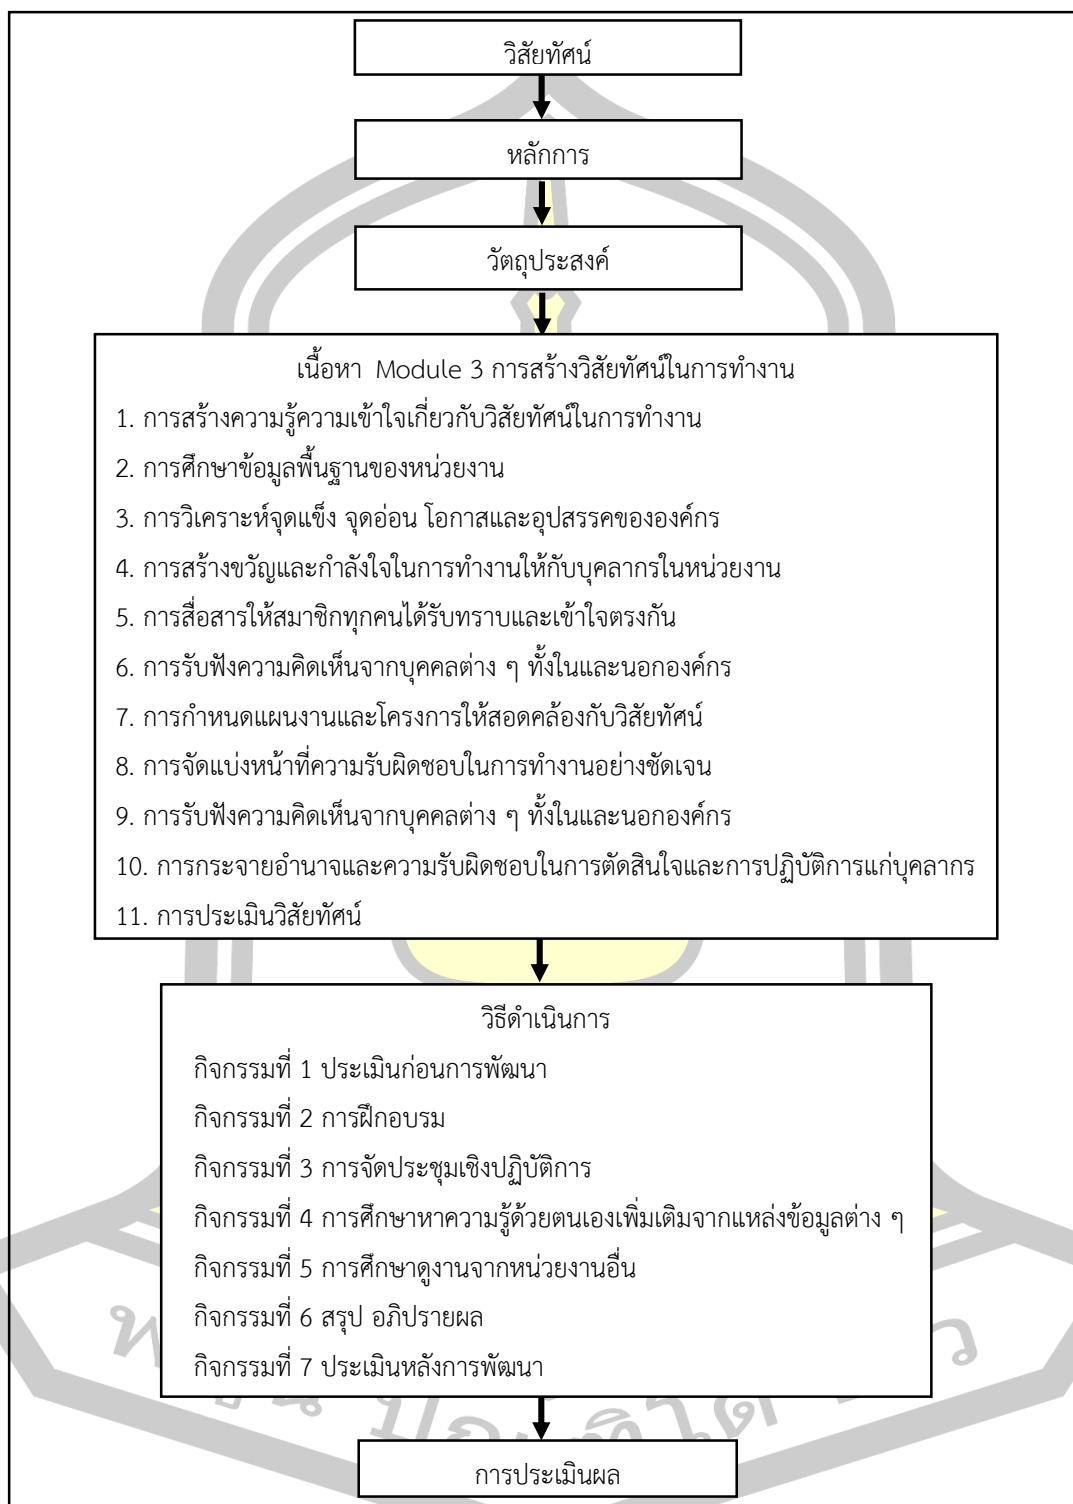 วิสัยทัศน์
หลักการ
วัตถุประสงค์
เนื้อหา Module 3 การสร้างวิสัยทัศน์ในการทำงาน
1. การสร้างความรู้ความเข้าใจเกี่ยวกับวิสัยทัศน์ในการทำงาน
2. การศึกษาข้อมูลพื้นฐานของหน่วยงาน
3. การวิเคราะห์จุดแข็ง จุดอ่อน โอกาสและอุปสรรคขององค์กร
4. การสร้างขวัญและกำลังใจในการทำงานให้กับบุคลากรในหน่วยงาน
5. การสื่อสารให้สมาชิกทุกคนได้รับทราบและเข้าใจตรงกัน
6. การรับฟังความคิดเห็นจากบุคคลต่าง ๆ ทั้งในและนอกองค์กร
7. การกำหนดแผนงานและโครงการให้สอดคล้องกับวิสัยทัศน์
8. การจัดแบ่งหน้าที่ความรับผิดชอบในการทำงานอย่างชัดเจน
9. การรับฟังความคิดเห็นจากบุคคลต่าง ๆ ทั้งในและนอกองค์กร
10. การกระจายอำนาจและความรับผิดชอบในการตัดสินใจและการปฏิบัติการแก่บุคลากร
11. การประเมินวิสัยทัศน์
วิธีดำเนินการ
กิจกรรมที่ 1 ประเมินก่อนการพัฒนา
กิจกรรมที่ 2 การฝึกอบรม
กิจกรรมที่ 3 การจัดประชุมเชิงปฏิบัติการ
กิจกรรมที่ 4 การศึกษาหาความรู้ด้วยตนเองเพิ่มเติมจากแหล่งข้อมูลต่าง ๆ
กิจกรรมที่ 5 การศึกษาดูงานจากหน่วยงานอื่น
กิจกรรมที่ 6 สรุป อภิปรายผล
กิจกรรมที่ 7 ประเมินหลังการพัฒนา
การประเมินผล